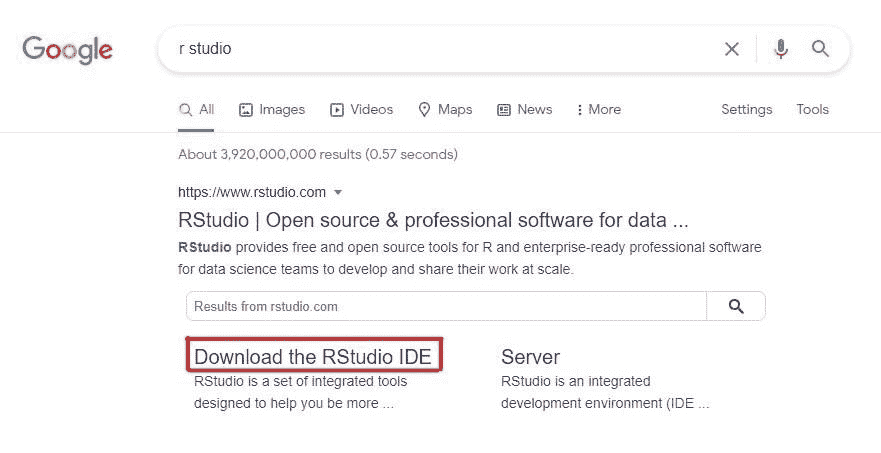 Google
r studio
All Images Videos Maps News More Settings Tools
About 3,920,000,000 results (0.57 seconds)
https://www.rstudio.com
RStudio | Open source & professional software for data ...
RStudio provides free and open source tools for R and enterprise-ready professional software
for data science teams to develop and share their work at scale.
Results from rstudio.com
Download the RStudio IDE
RStudio is a set of integrated tools
designed to help you be more ...
Server
RStudio is an integrated
development environment (IDE ...